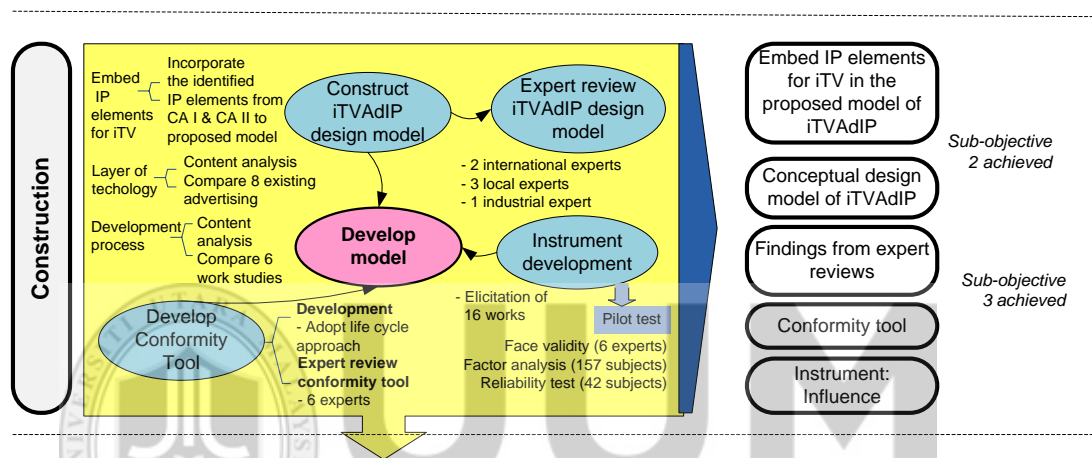 Construction
Embed
IP
elements
for iTV
Incorporate
the identified
IP elements from
CA I & CA II to
proposed model
Layer of
techology
Content analysis
Compare 8 existing
advertising
Development
process
Content
analysis
Compare 6
work studies
Construct
iTVAdIP
design model
Expert review
iTVAdIP design
model
- 2 international experts
- 3 local experts
- 1 industrial expert
Develop
model
Instrument
development
- Elicitation of
16 works
Pilot test
Face validity (6 experts)
Factor analysis (157 subjects)
Reliability test (42 subjects)
Develop
Conformity
Tool
Development
- Adopt life cycle
approach
Expert review
conformity tool
- 6 experts
Embed IP elements
for iTV in the
proposed model of
iTVAdIP
Conceptual design
model of iTVAdIP
Findings from expert
reviews
Conformity tool
Instrument:
Influence
Sub-objective
2 achieved
Sub-objective
3 achieved
UUM